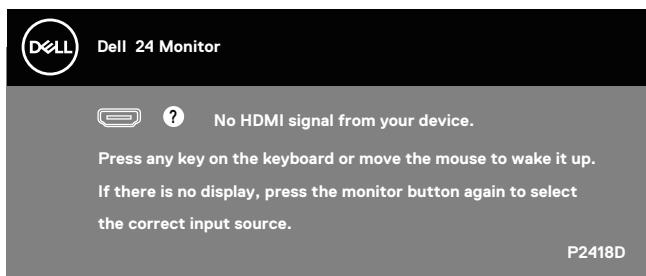 DELL
Dell 24 Monitor
? No HDMI signal from your device.
Press any key on the keyboard or move the mouse to wake it up.
If there is no display, press the monitor button again to select
the correct input source.
P2418D